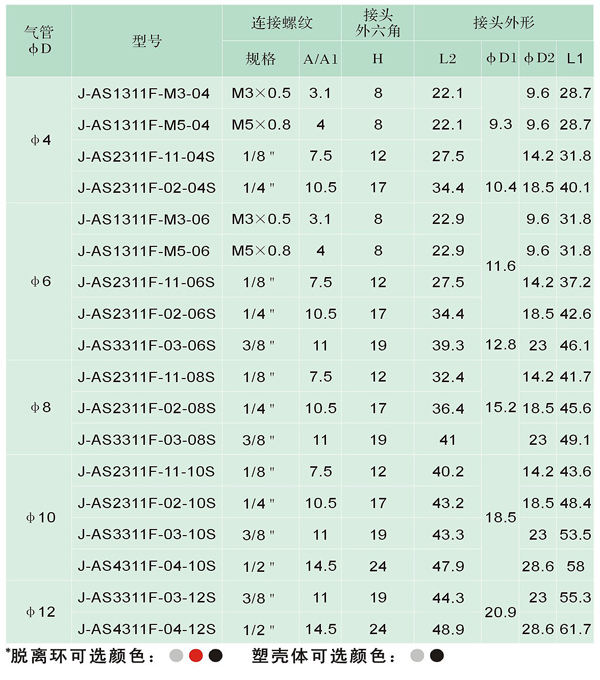 气管 φD 型号 连接螺纹 接头外六角 接头外形
规格 A/A1 H L2 φD1 φD2 L1
φ4
J-AS1311F-M3-04 M3×0.5 3.1 8 22.1 9.3 9.6 28.7
J-AS1311F-M5-04 M5×0.8 4 8 22.1 9.6 28.7
J-AS2311F-11-04S 1/8" 7.5 12 27.5 14.2 31.8
J-AS2311F-02-04S 1/4" 10.5 17 34.4 10.4 18.5 40.1
φ6
J-AS1311F-M3-06 M3×0.5 3.1 8 22.9 11.6 9.6 31.8
J-AS1311F-M5-06 M5×0.8 4 8 22.9 9.6 31.8
J-AS2311F-11-06S 1/8" 7.5 12 27.5 14.2 37.2
J-AS2311F-02-06S 1/4" 10.5 17 34.4 18.5 42.6
J-AS3311F-03-06S 3/8" 11 19 39.3 12.8 23 46.1
φ8
J-AS2311F-11-08S 1/8" 7.5 12 32.4 15.2 14.2 41.7
J-AS2311F-02-08S 1/4" 10.5 17 36.4 18.5 45.6
J-AS3311F-03-08S 3/8" 11 19 41 23 49.1
φ10
J-AS2311F-11-10S 1/8" 7.5 12 40.2 18.5 14.2 43.6
J-AS2311F-02-10S 1/4" 10.5 17 43.2 18.5 48.4
J-AS3311F-03-10S 3/8" 11 19 43.3 23 53.5
J-AS4311F-04-10S 1/2" 14.5 24 47.9 28.6 58
φ12
J-AS3311F-03-12S 3/8" 11 19 44.3 20.9 23 55.3
J-AS4311F-04-12S 1/2" 14.5 24 48.9 28.6 61.7
*脱离环可选颜色： 塑壳体可选颜色：